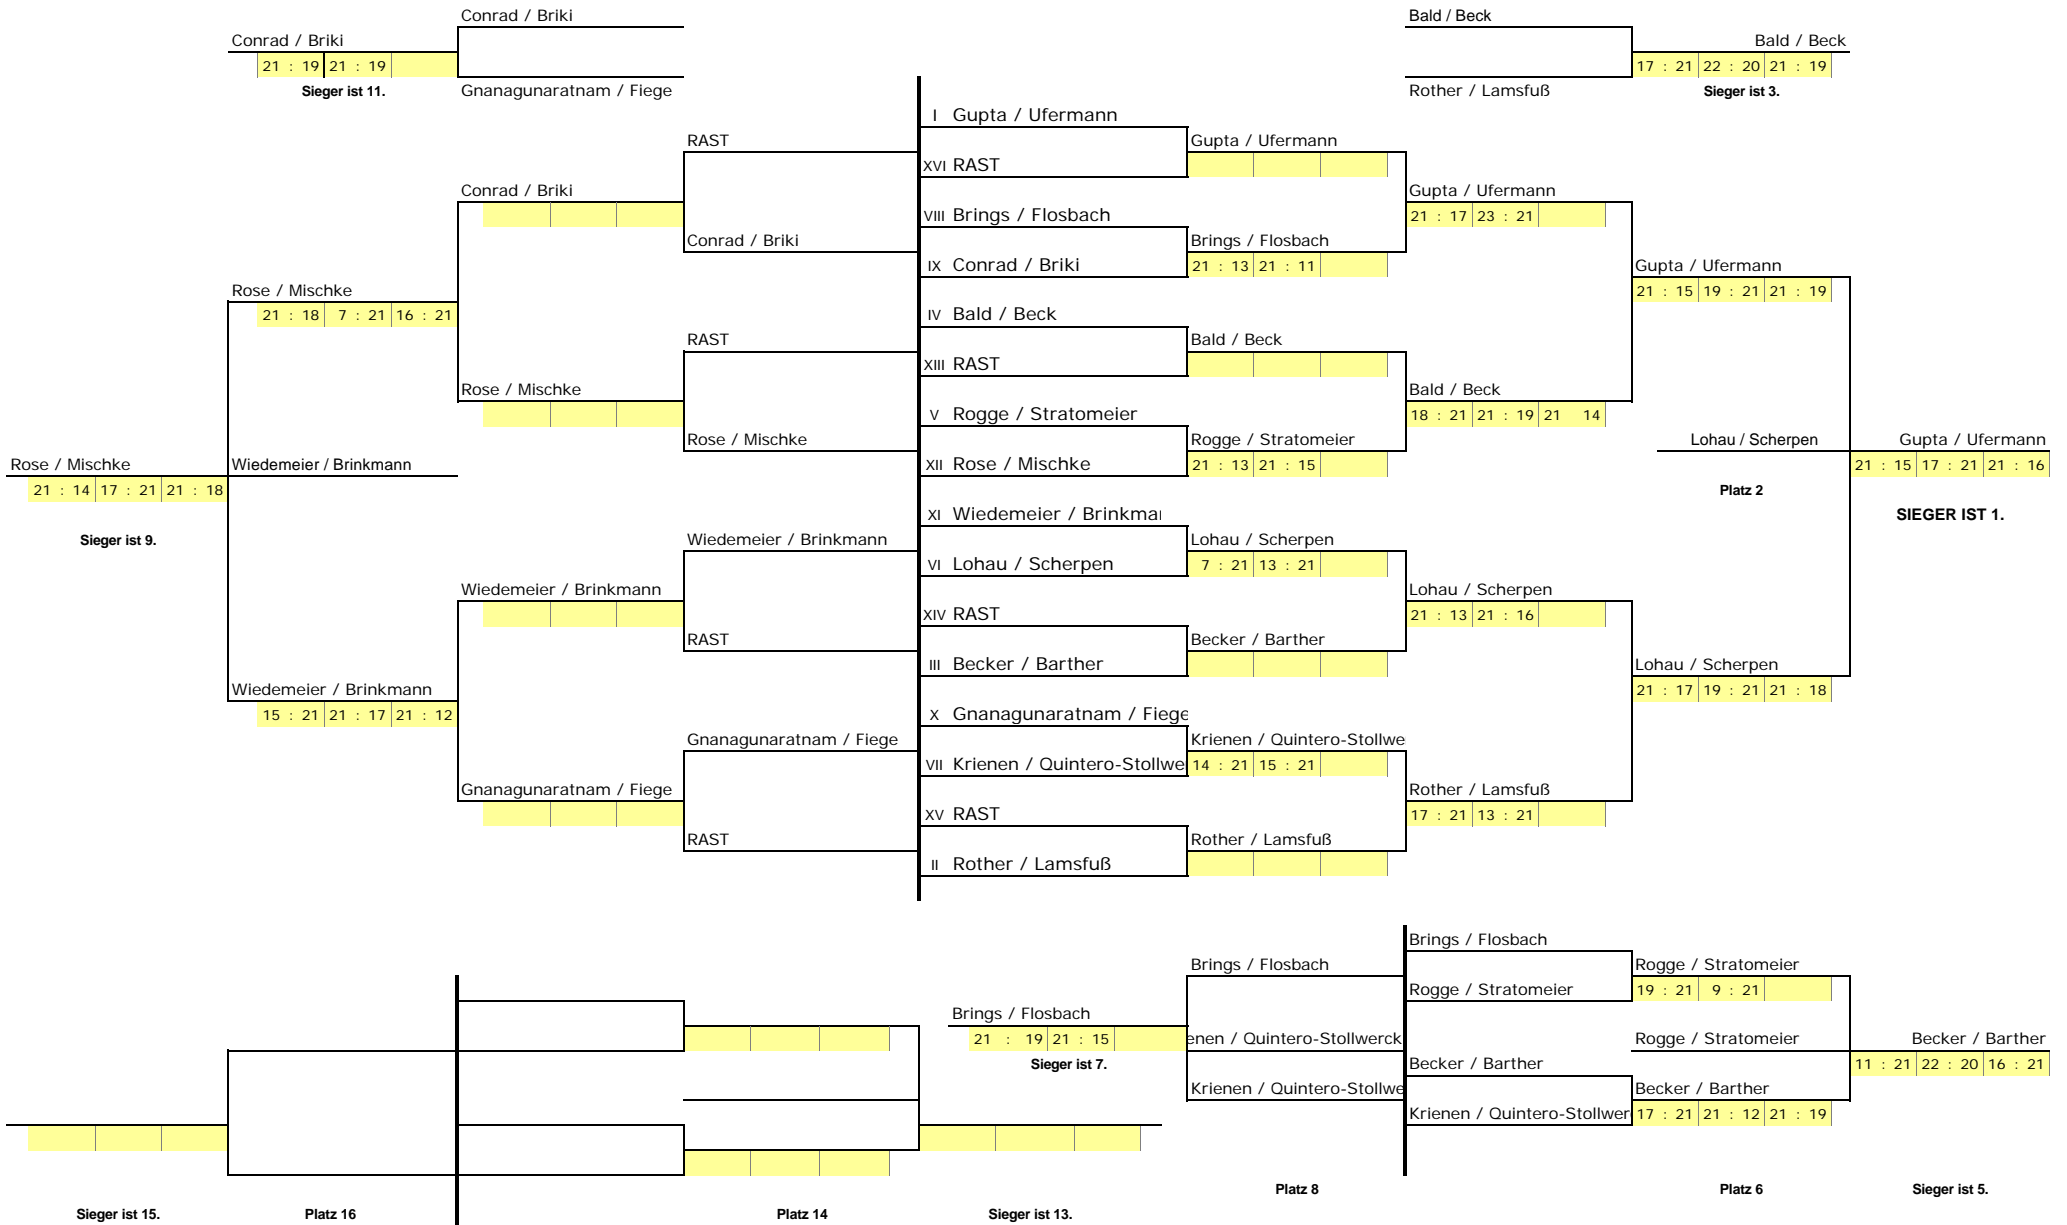 Conrad / Briki
Bald / Beck
Conrad / Briki
Bald / Beck
21 : 19 21 : 19
17 : 21 22 : 20 21 : 19
Sieger ist 11.
Gnanagunaratnam / Fiege
Rother / Lamsfuß
Sieger ist 3.
I Gupta / Ufermann
RAST
Gupta / Ufermann
XVI RAST
Conrad / Briki
Gupta / Ufermann
VIII Brings / Flosbach
21 : 17 23 : 21
Conrad / Briki
Brings / Flosbach
IX Conrad / Briki
21 : 13 21 : 11
Gupta / Ufermann
Rose / Mischke
21 : 15 19 : 21 21 : 19
21 : 18 7 : 21 16 : 21
IV Bald / Beck
RAST
Bald / Beck
XIII RAST
Rose / Mischke
Bald / Beck
V Rogge / Stratomeier
18 : 21 21 : 19 21 14
Rose / Mischke
Rogge / Stratomeier
Lohau / Scherpen
Gupta / Ufermann
Rose / Mischke
Wiedemeier / Brinkmann
XII Rose / Mischke
21 : 13 21 : 15
21 : 15 17 : 21 21 : 16
21 : 14 17 : 21 21 : 18
Platz 2
XI Wiedemeier / Brinkma
SIEGER IST 1.
Sieger ist 9.
Wiedemeier / Brinkmann
Lohau / Scherpen
VI Lohau / Scherpen
7 : 21 13 : 21
Wiedemeier / Brinkmann
Lohau / Scherpen
XIV RAST
21 : 13 21 : 16
RAST
Becker / Barther
III Becker / Barther
Lohau / Scherpen
Wiedemeier / Brinkmann
21 : 17 19 : 21 21 : 18
15 : 21 21 : 17 21 : 12
X Gnanagunaratnam / Fiege
Gnanagunaratnam / Fiege
Krienen / Quintero-Stollwe
VII Krienen / Quintero-Stollwe
14 : 21 15 : 21
Gnanagunaratnam / Fiege
Rother / Lamsfuß
XV RAST
17 : 21 13 : 21
RAST
Rother / Lamsfuß
II Rother / Lamsfuß
Brings / Flosbach
Brings / Flosbach
Rogge / Stratomeier
Rogge / Stratomeier
19 : 21 9 : 21
Brings / Flosbach
21 : 19 21 : 15
enen / Quintero-Stollwerck
Rogge / Stratomeier
Becker / Barther
Sieger ist 7.
Becker / Barther
11 : 21 22 : 20 16 : 21
Krienen / Quintero-Stollwe
Becker / Barther
Krienen / Quintero-Stollwer
17 : 21 21 : 12 21 : 19
Platz 8
Platz 6
Sieger ist 5.
Sieger ist 15.
Platz 16
Platz 14
Sieger ist 13.